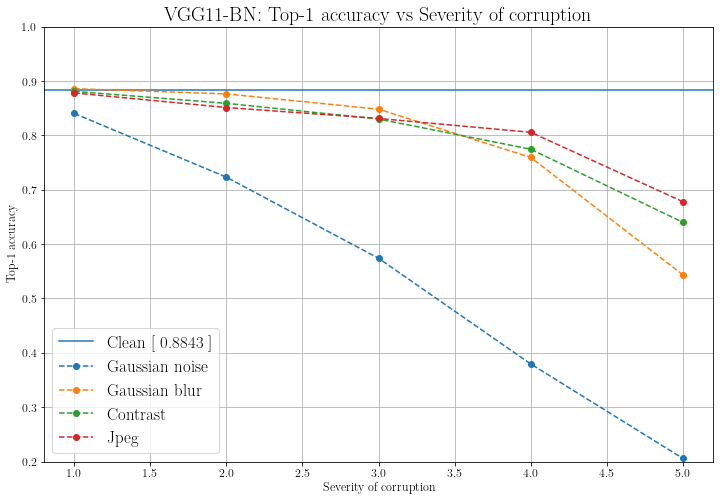 VGG11-BN: Top-1 accuracy vs Severity of corruption
1.0
0.9
0.8
0.7
0.6
0.5
0.4
0.3
0.2
Top-1 accuracy
Clean [ 0.8843 ]
Gaussian noise
Gaussian blur
Contrast
Jpeg
1.0 1.5 2.0 2.5 3.0 3.5 4.0 4.5 5.0
Severity of corruption